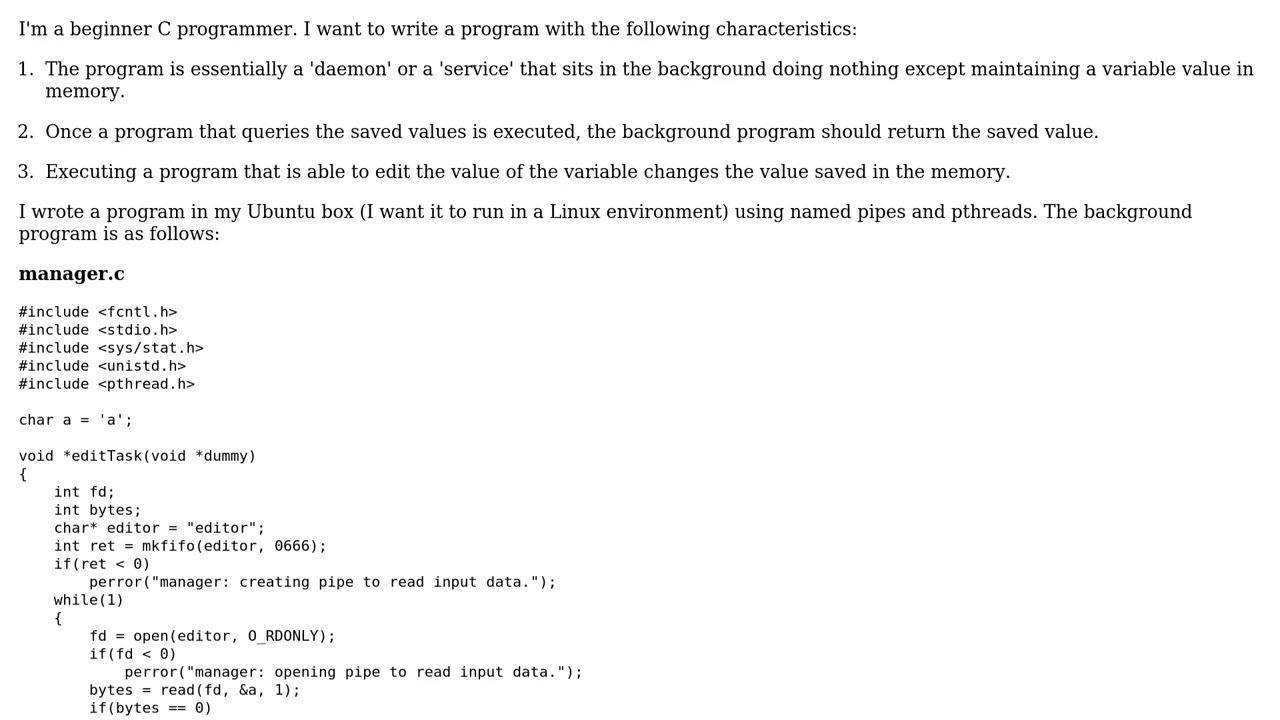 I'm a beginner C programmer. I want to write a program with the following characteristics:
1. The program is essentially a 'daemon' or a 'service' that sits in the background doing nothing except maintaining a variable value in
memory.
2. Once a program that queries the saved values is executed, the background program should return the saved value.
3. Executing a program that is able to edit the value of the variable changes the value saved in the memory.
I wrote a program in my Ubuntu box (I want it to run in a Linux environment) using named pipes and pthreads. The background
program is as follows:
manager.c
#include <fcntl.h>
#include <stdio.h>
#include <sys/stat.h>
#include <unistd.h>
#include <pthread.h>
char a = 'a';
void *editTask(void *dummy)
{
    int fd;
    int bytes;
    char* editor = "editor";
    int ret = mkfifo(editor, 0666);
    if(ret < 0)
        perror("manager: creating pipe to read input data.");
    while(1)
    {
        fd = open(editor, O_RDONLY);
        if(fd < 0)
            perror("manager: opening pipe to read input data.");
        bytes = read(fd, &a, 1);
        if(bytes == 0)